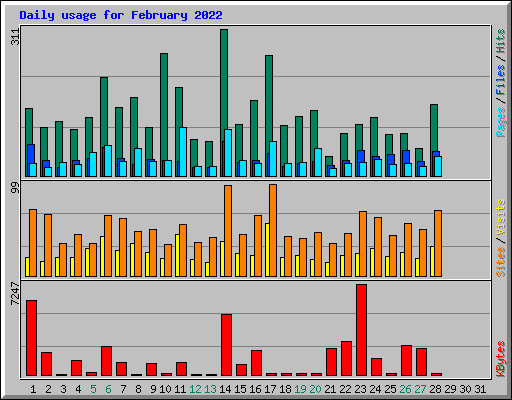 Daily usage for February 2022
311
Pages / Files / Hits
99
Sites / Visits
7247
KBytes
1 2 3 4 5 6 7 8 9 10 11 12 13 14 15 16 17 18 19 20 21 22 23 24 25 26 27 28 29 30 31